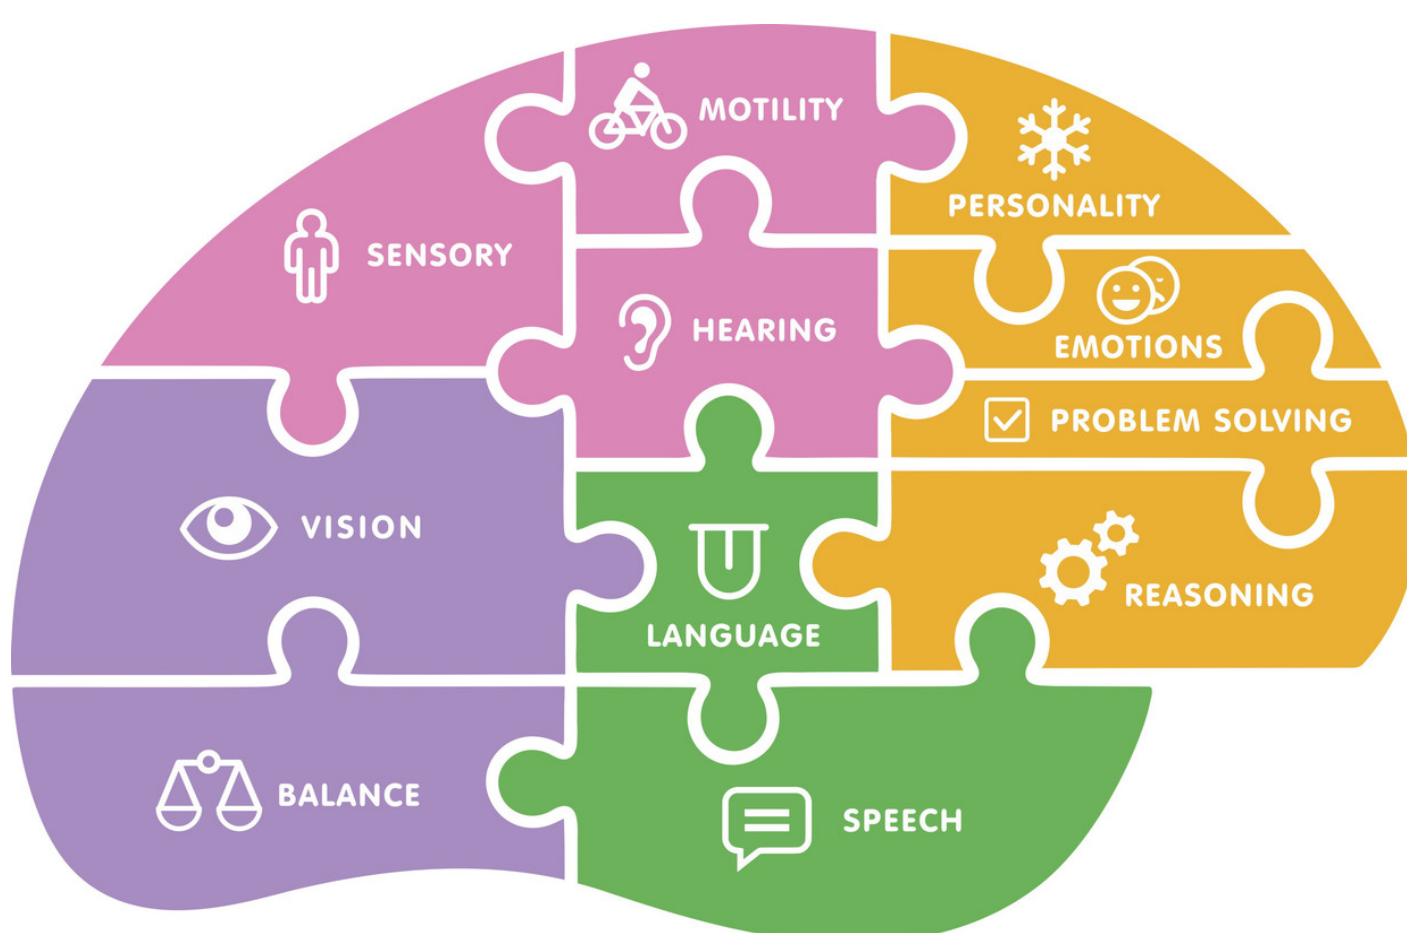 MOTILITY
PERSONALITY
SENSORY
HEARING
EMOTIONS
PROBLEM SOLVING
VISION
LANGUAGE
REASONING
BALANCE
SPEECH